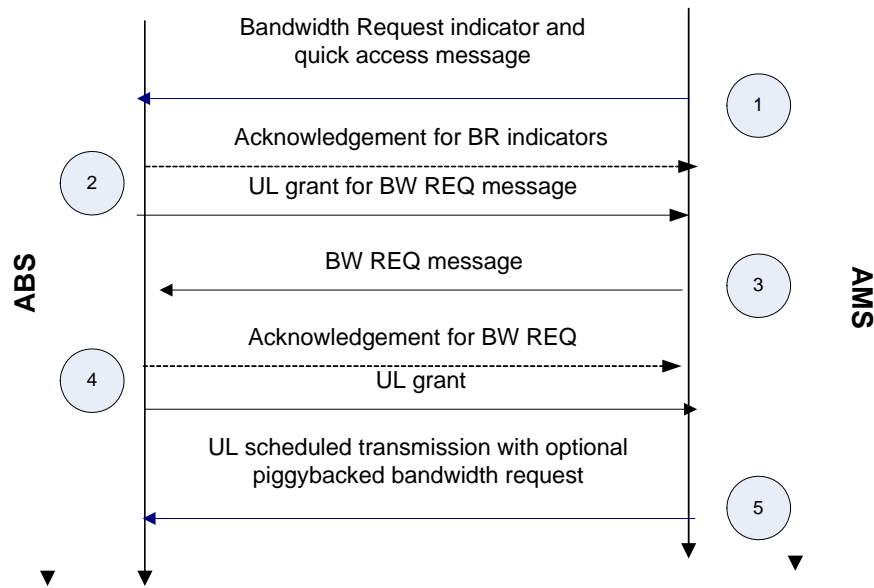 Bandwidth Request indicator and
quick access message
1
Acknowledgement for BR indicators
2
UL grant for BW REQ message
ABS
BW REQ message
3
AMS
Acknowledgement for BW REQ
4
UL grant
UL scheduled transmission with optional
piggybacked bandwidth request
5